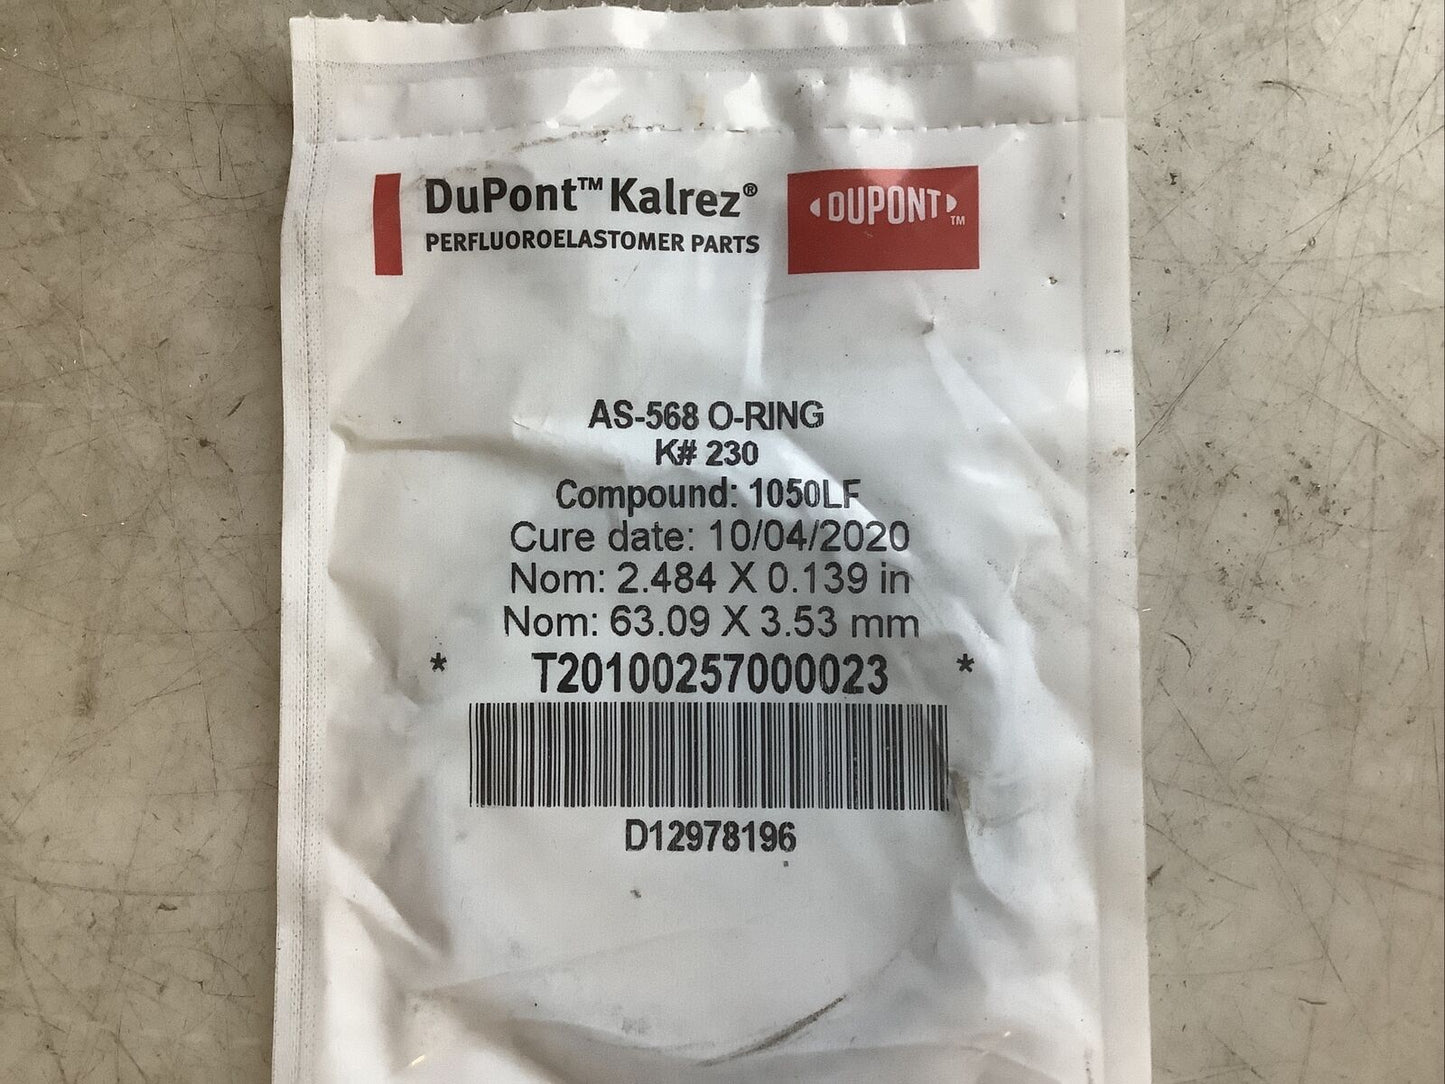 DuPont™ Kalrez®
PERFLUOROELASTOMER PARTS
DUPONT™
AS-568 O-RING
K# 230
Compound: 1050LF
Cure date: 10/04/2020
Nom: 2.484 X 0.139 in
Nom: 63.09 X 3.53 mm
* T20100257000023 *
D12978196